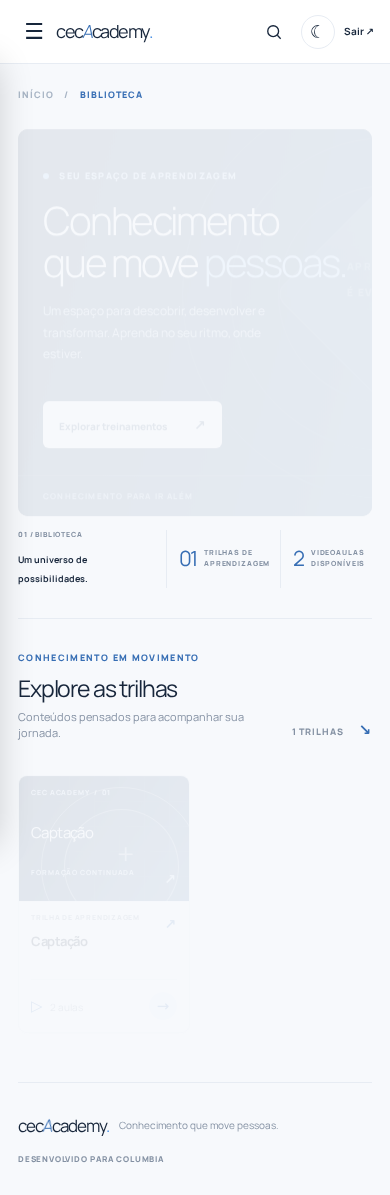 cecAcademy.
Sair ↗
INÍCIO / BIBLIOTECA
SEU ESPAÇO DE APRENDIZAGEM
Conhecimento
que move pessoas.
Um espaço para descobrir, desenvolver e
transformar. Aprenda no seu ritmo, onde
estiver.
Explorar treinamentos ↗
CONHECIMENTO PARA IR ALÉM
01 / BIBLIOTECA
Um universo de
possibilidades.
01 TRILHAS DE
APRENDIZAGEM
2 VIDEOAULAS
DISPONÍVEIS
CONHECIMENTO EM MOVIMENTO
Explore as trilhas
Conteúdos pensados para acompanhar sua
jornada.
1 TRILHAS ↘
Captação
FORMAÇÃO CONTINUADA ↗
TRILHA DE APRENDIZAGEM ↗
Captação
2 aulas →
cecAcademy. Conhecimento que move pessoas.
DESENVOLVIDO PARA COLUMBIA